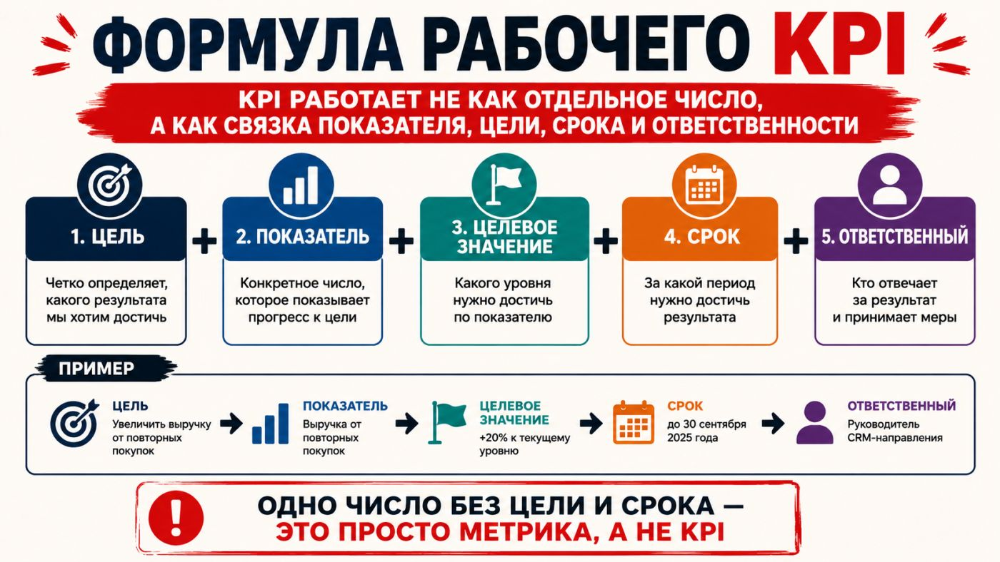 ФОРМУЛА РАБОЧЕГО KPI
KPI РАБОТАЕТ НЕ КАК ОТДЕЛЬНОЕ ЧИСЛО,
А КАК СВЯЗКА ПОКАЗАТЕЛЯ, ЦЕЛИ, СРОКА И ОТВЕТСТВЕННОСТИ
1. ЦЕЛЬ
Четко определяет,
какого результата
мы хотим достичь
+
2. ПОКАЗАТЕЛЬ
Конкретное число,
которое показывает
прогресс к цели
+
3. ЦЕЛЕВОЕ
ЗНАЧЕНИЕ
Какого уровня
нужно достичь
по показателю
+
4. СРОК
За какой период
нужно достичь
результата
+
5. ОТВЕТСТВЕННЫЙ
Кто отвечает
за результат
и принимает меры
ПРИМЕР
ЦЕЛЬ
Увеличить выручку
от повторных
покупок
ПОКАЗАТЕЛЬ
Выручка от
повторных
покупок
ЦЕЛЕВОЕ
ЗНАЧЕНИЕ
+20% к текущему
уровню
СРОК
до 30 сентября
2025 года
ОТВЕТСТВЕННЫЙ
Руководитель
CRM-направления
!
ОДНО ЧИСЛО БЕЗ ЦЕЛИ И СРОКА —
ЭТО ПРОСТО МЕТРИКА, А НЕ KPI